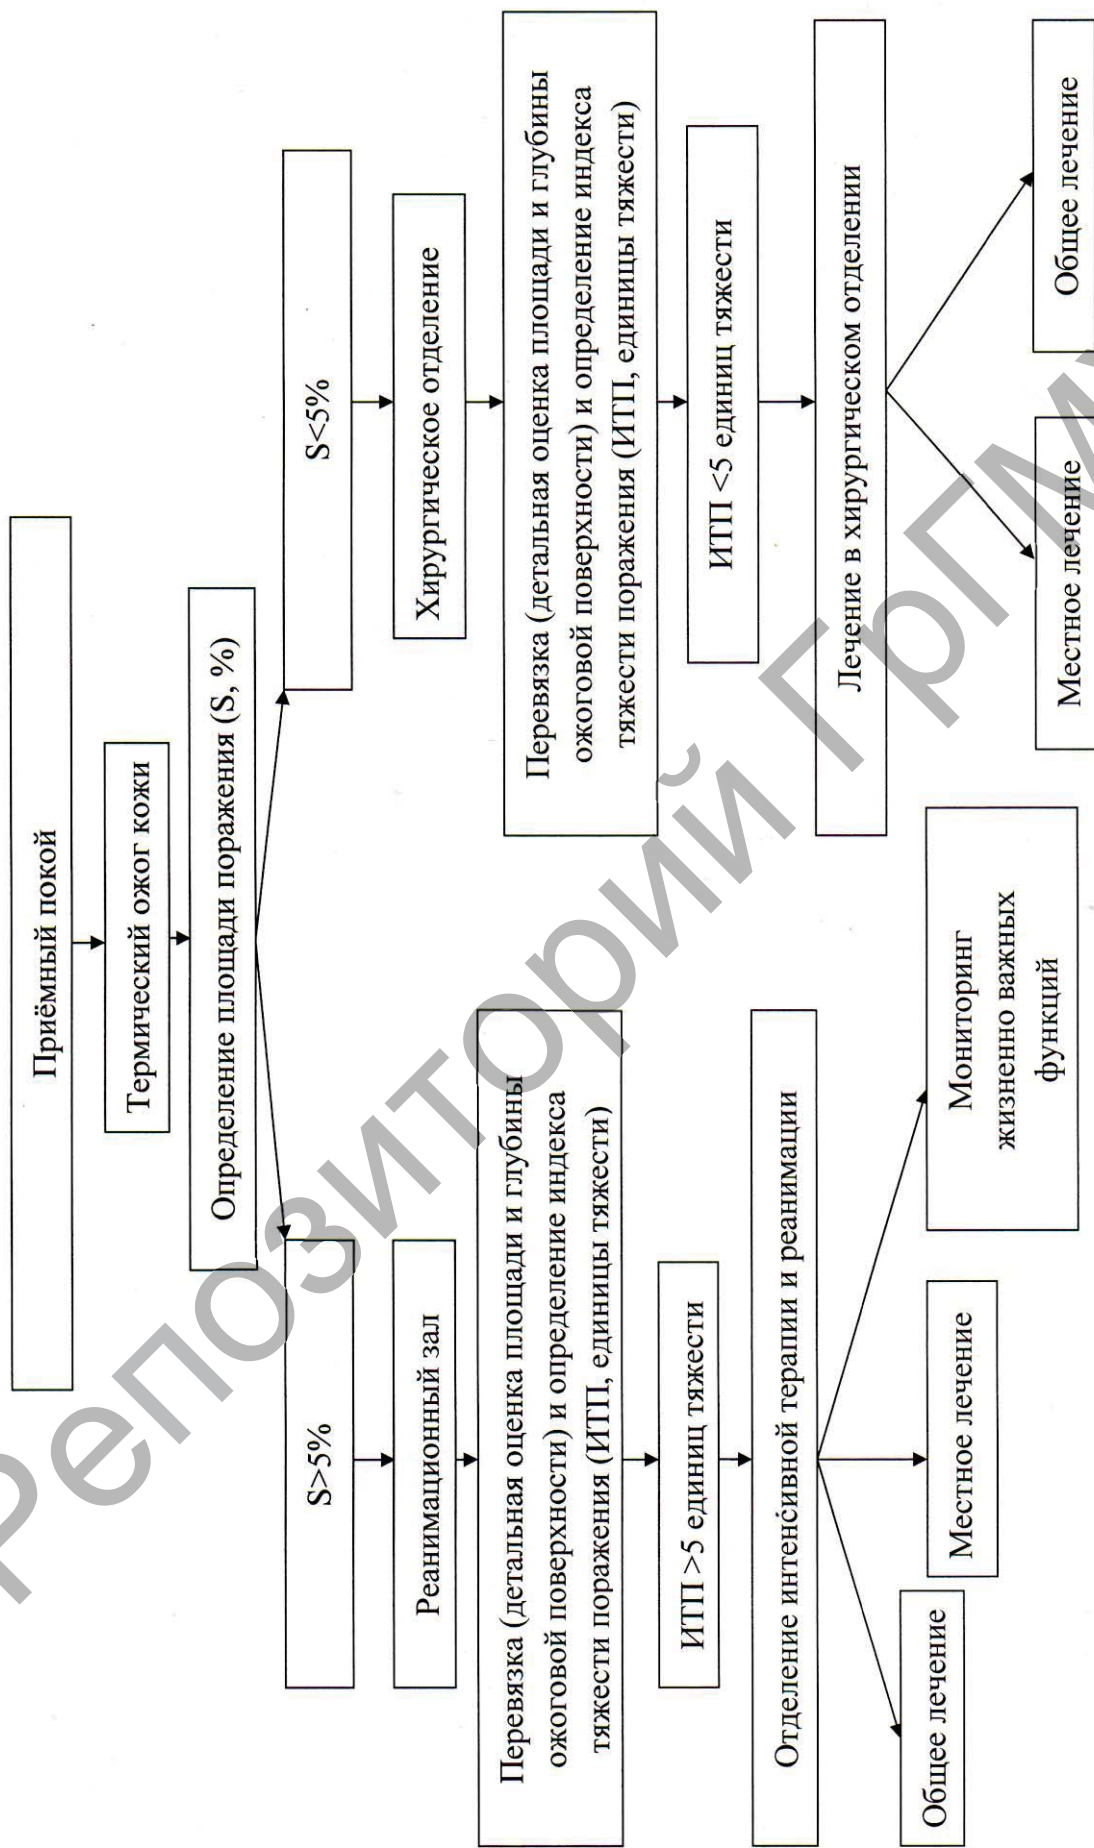 Приёмный покой
Термический ожог кожи
Определение площади поражения (S, %)
S>5%
Реанимационный зал
Перевязка (детальная оценка площади и глубины
ожоговой поверхности) и определение индекса
тяжести поражения (ИТП, единицы тяжести)
ИТП >5 единиц тяжести
Отделение интенсивной терапии и реанимации
Общее лечение
Местное лечение
Мониторинг
жизненно важных
функций
S<5%
Хирургическое отделение
Перевязка (детальная оценка площади и глубины
ожоговой поверхности) и определение индекса
тяжести поражения (ИТП, единицы тяжести)
ИТП <5 единиц тяжести
Лечение в хирургическом отделении
Местное лечение
Общее лечение
Репозиторий ГрГМУ